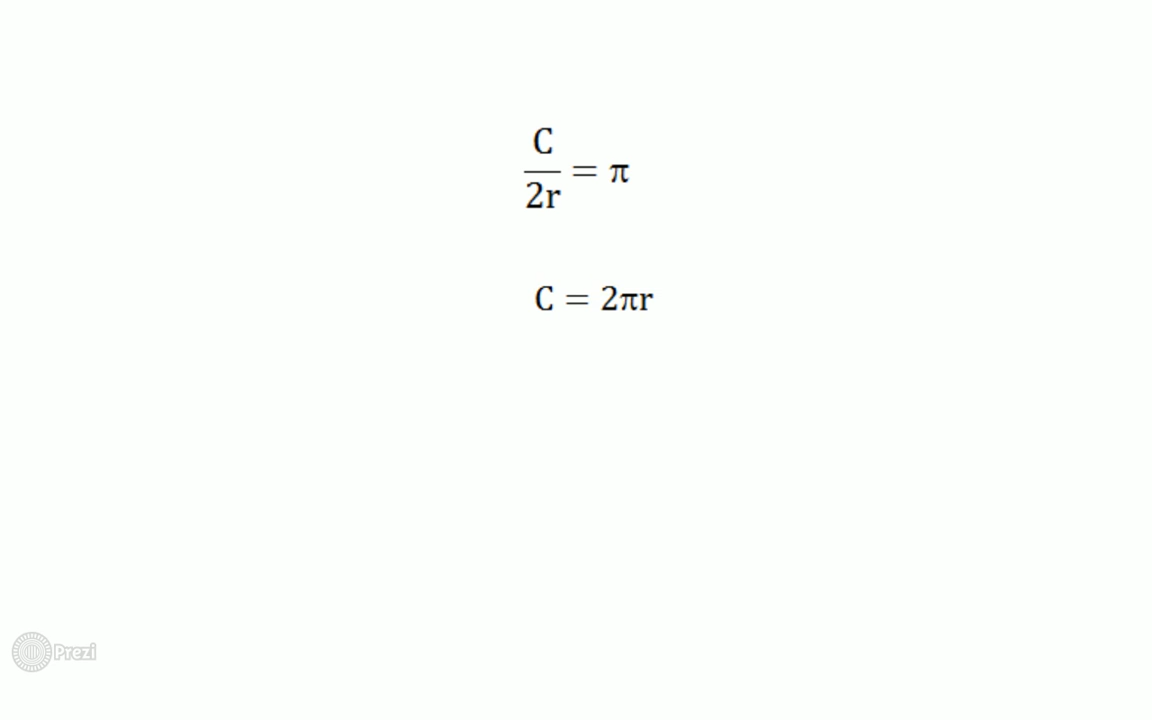 C/2r = π
C = 2πr
Prezi